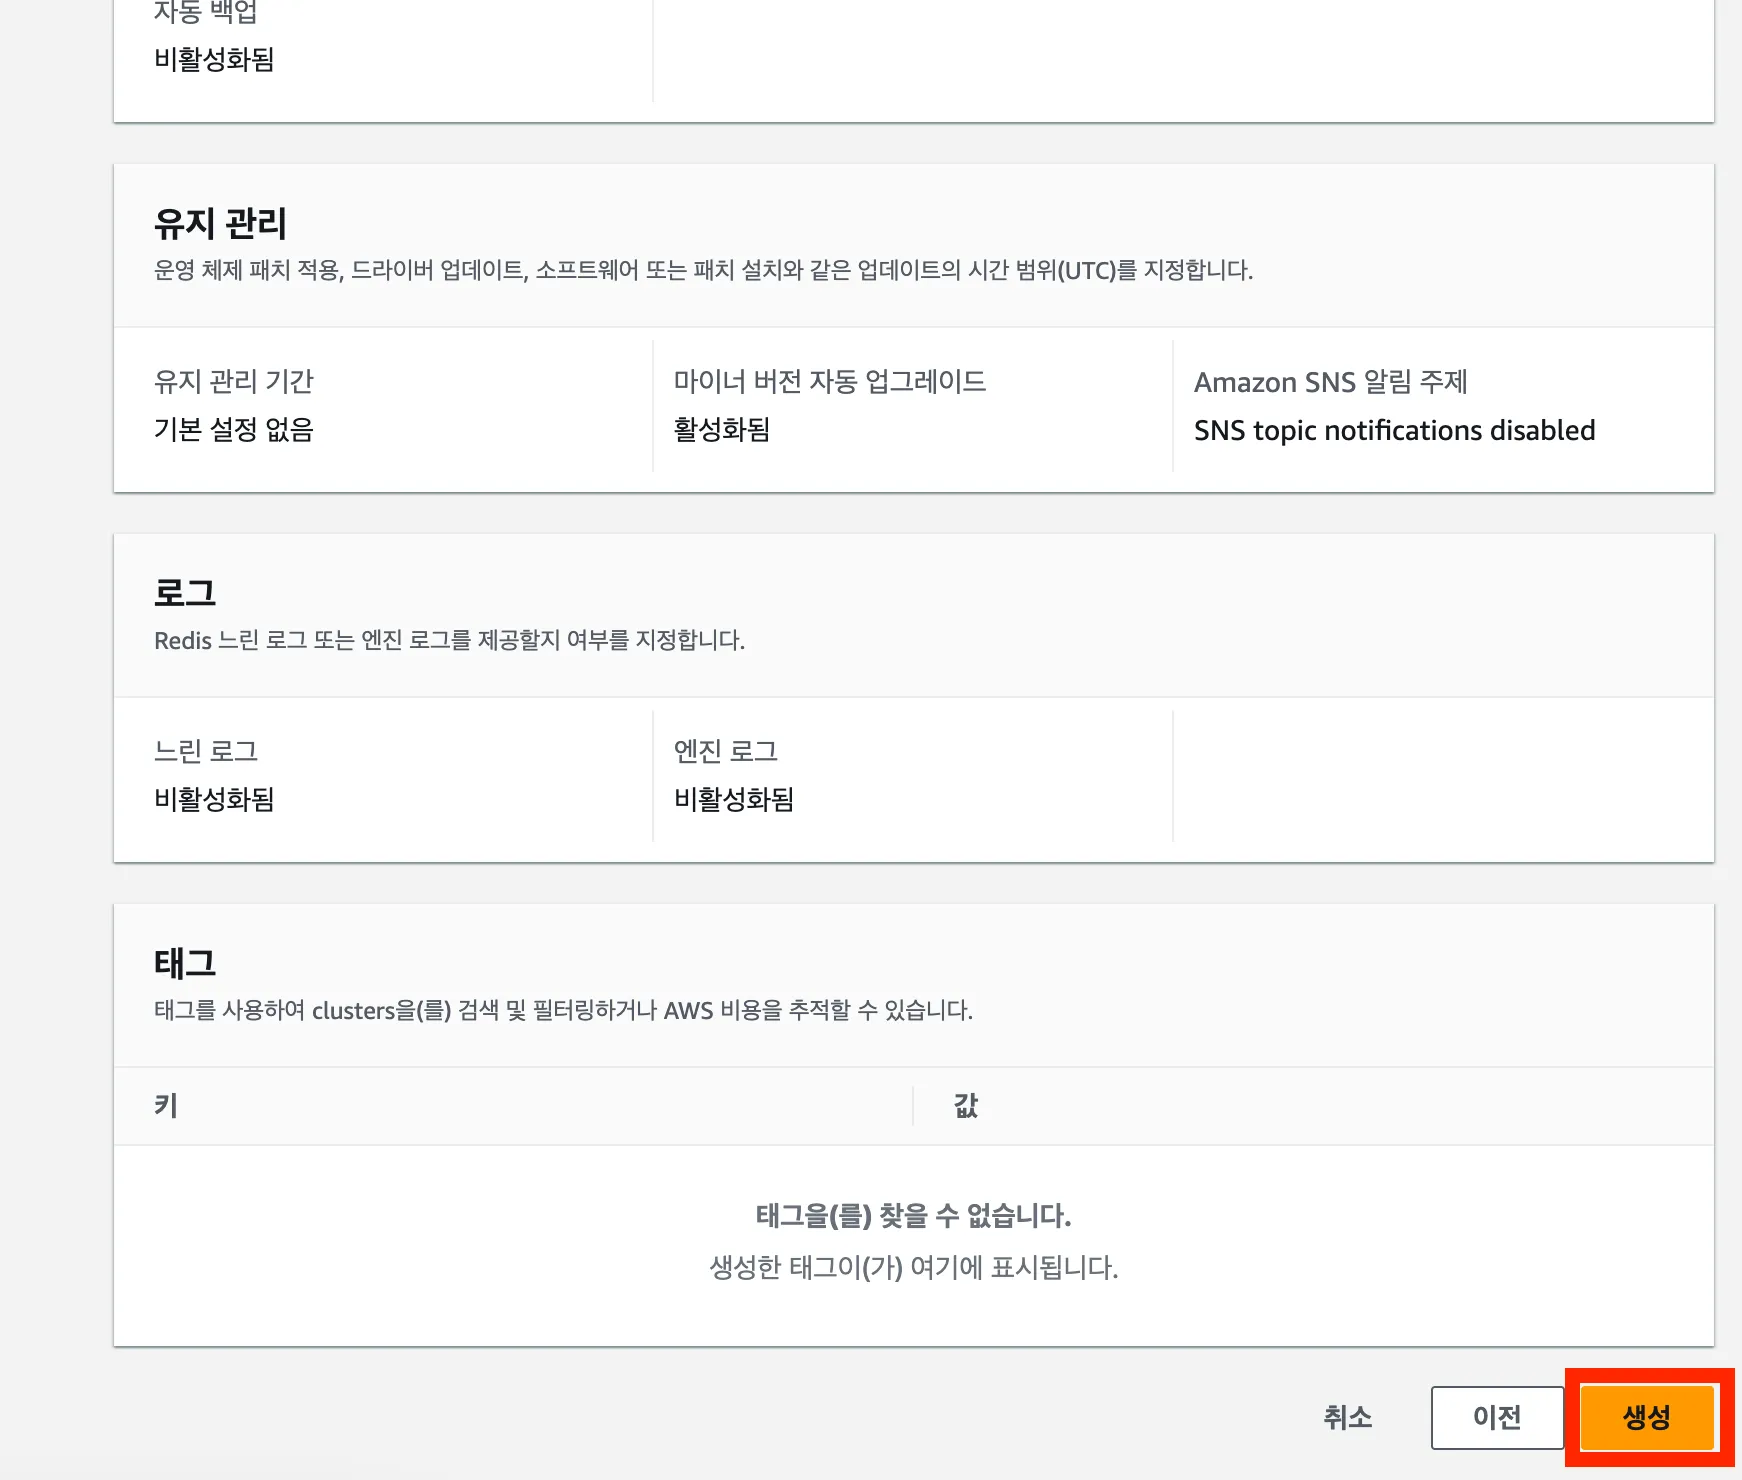 자동 백업
비활성화됨
유지 관리
운영 체제 패치 적용, 드라이버 업데이트, 소프트웨어 또는 패치 설치와 같은 업데이트의 시간 범위(UTC)를 지정합니다.
유지 관리 기간
기본 설정 없음
마이너 버전 자동 업그레이드
활성화됨
Amazon SNS 알림 주제
SNS topic notifications disabled
로그
Redis 느린 로그 또는 엔진 로그를 제공할지 여부를 지정합니다.
느린 로그
비활성화됨
엔진 로그
비활성화됨
태그
태그를 사용하여 clusters을(를) 검색 및 필터링하거나 AWS 비용을 추적할 수 있습니다.
키
값
태그을(를) 찾을 수 없습니다.
생성한 태그이(가) 여기에 표시됩니다.
취소
이전
생성